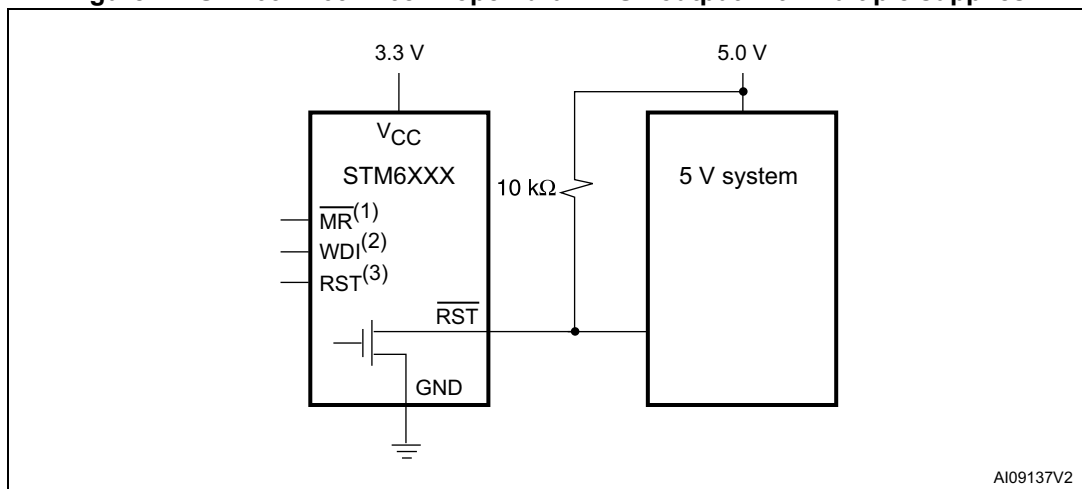 3.3 V
5.0 V
VCC
STM6XXX
10 kΩ
5 V system
MR(1)
WDI(2)
RST(3)
RST
GND
AI09137V2